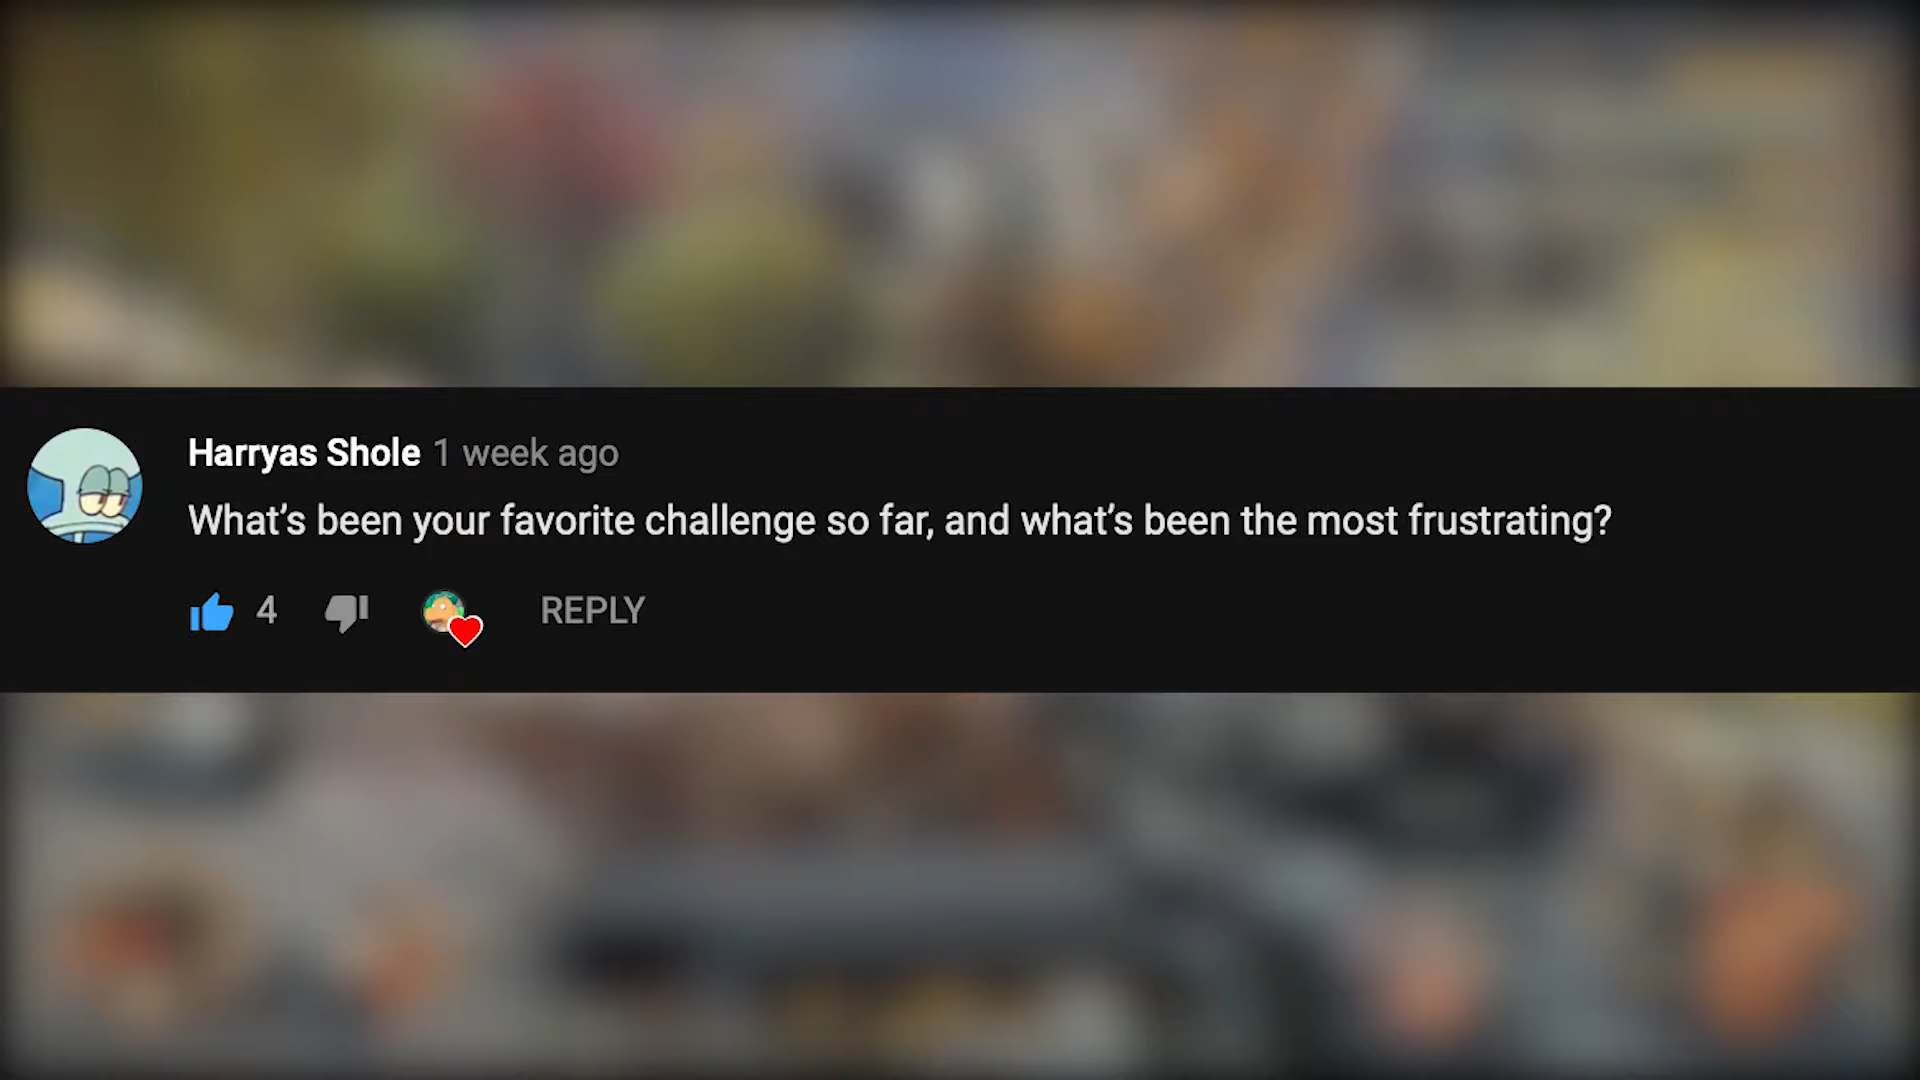 Harryas Shole 1 week ago
What’s been your favorite challenge so far, and what’s been the most frustrating?
4 REPLY